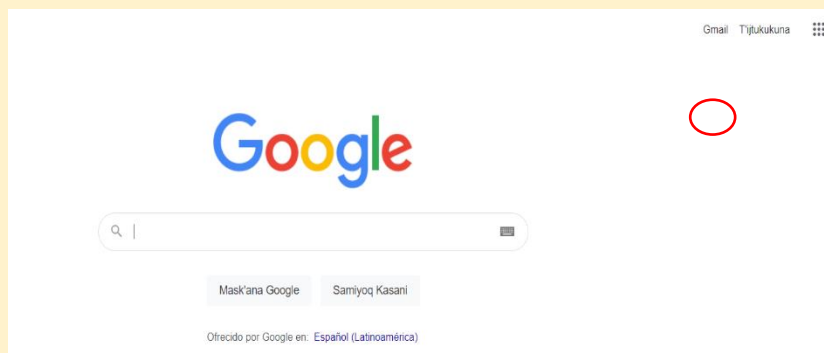 Gmail T'ijtukukuna
Google
Mask'ana Google Samiyoq Kasani
Ofrecido por Google en: Español (Latinoamérica)